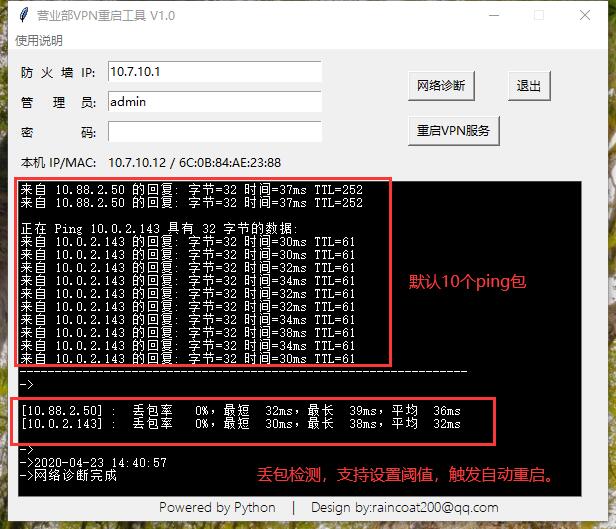 营业部VPN重启工具 V1.0
使用说明
防 火 墙 IP: 10.7.10.1
网络诊断 退出
管 理 员: admin
密 码:
重启VPN服务
本机 IP/MAC: 10.7.10.12 / 6C:0B:84:AE:23:88
来自 10.88.2.50 的回复: 字节=32 时间=37ms TTL=252
来自 10.88.2.50 的回复: 字节=32 时间=37ms TTL=252
正在 Ping 10.0.2.143 具有 32 字节的数据:
来自 10.0.2.143 的回复: 字节=32 时间=30ms TTL=61
来自 10.0.2.143 的回复: 字节=32 时间=30ms TTL=61
来自 10.0.2.143 的回复: 字节=32 时间=32ms TTL=61
来自 10.0.2.143 的回复: 字节=32 时间=34ms TTL=61
来自 10.0.2.143 的回复: 字节=32 时间=32ms TTL=61
来自 10.0.2.143 的回复: 字节=32 时间=32ms TTL=61
来自 10.0.2.143 的回复: 字节=32 时间=34ms TTL=61
来自 10.0.2.143 的回复: 字节=32 时间=38ms TTL=61
来自 10.0.2.143 的回复: 字节=32 时间=34ms TTL=61
来自 10.0.2.143 的回复: 字节=32 时间=30ms TTL=61
默认10个ping包
------------------------------------------------------------
->
[10.88.2.50] : 丢包率 0%，最短 32ms，最长 39ms，平均 36ms
[10.0.2.143] : 丢包率 0%，最短 30ms，最长 38ms，平均 32ms
->
->2020-04-23 14:40:57
->网络诊断完成
丢包检测，支持设置阈值，触发自动重启。
Powered by Python | Design by:raincoat200@qq.com